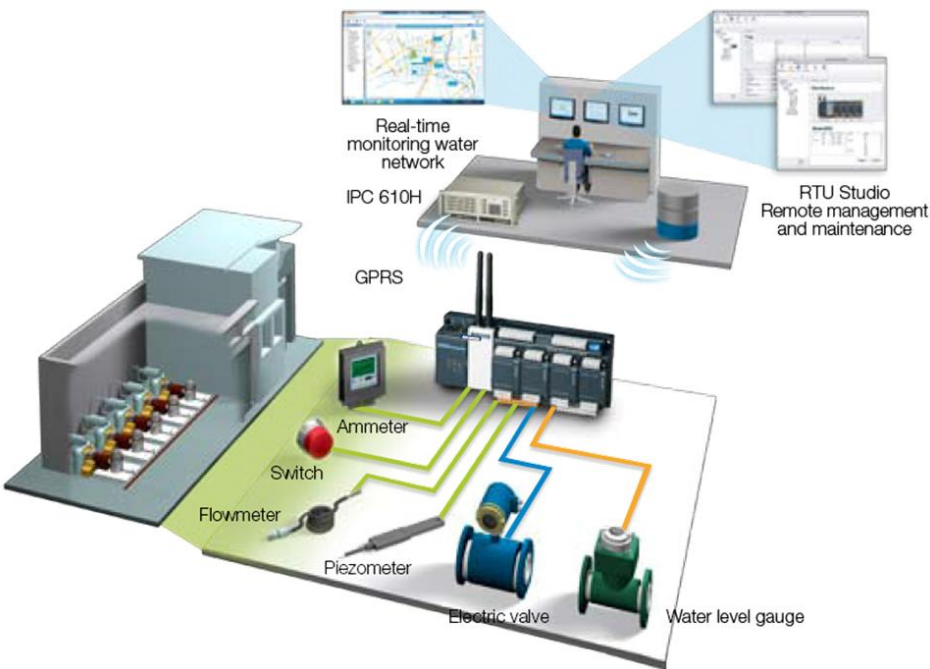 Real-time
monitoring water
network
IPC 610H
RTU Studio
Remote management
and maintenance
GPRS
Ammeter
Switch
Flowmeter
Piezometer
Electric valve
Water level gauge